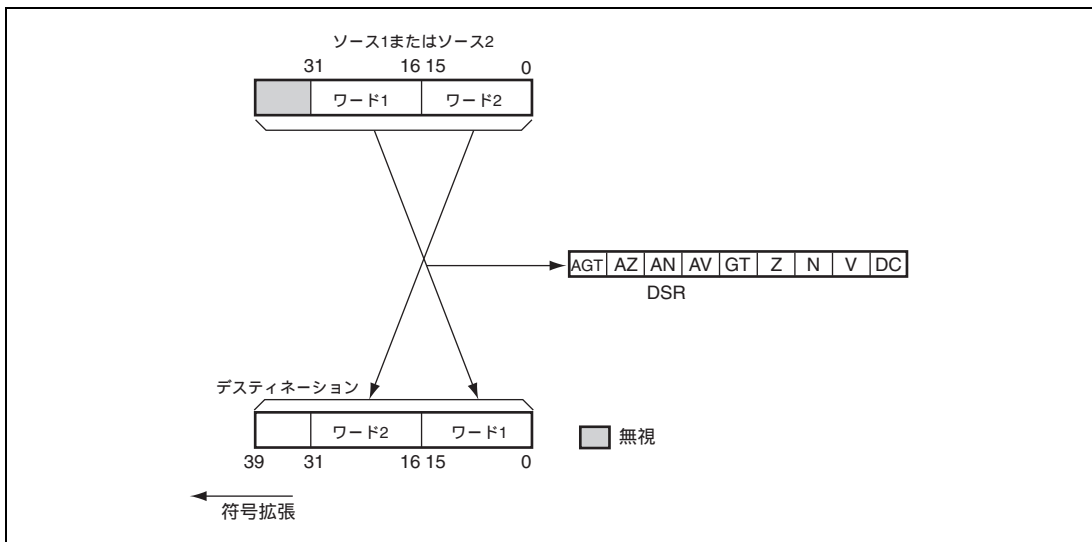 ソース1またはソース2
31 16 15 0
ワード1 ワード2
AGT AZ AN AV GT Z N V DC
DSR
デスティネーション
ワード2 ワード1
無視
39 31 16 15 0
符号拡張